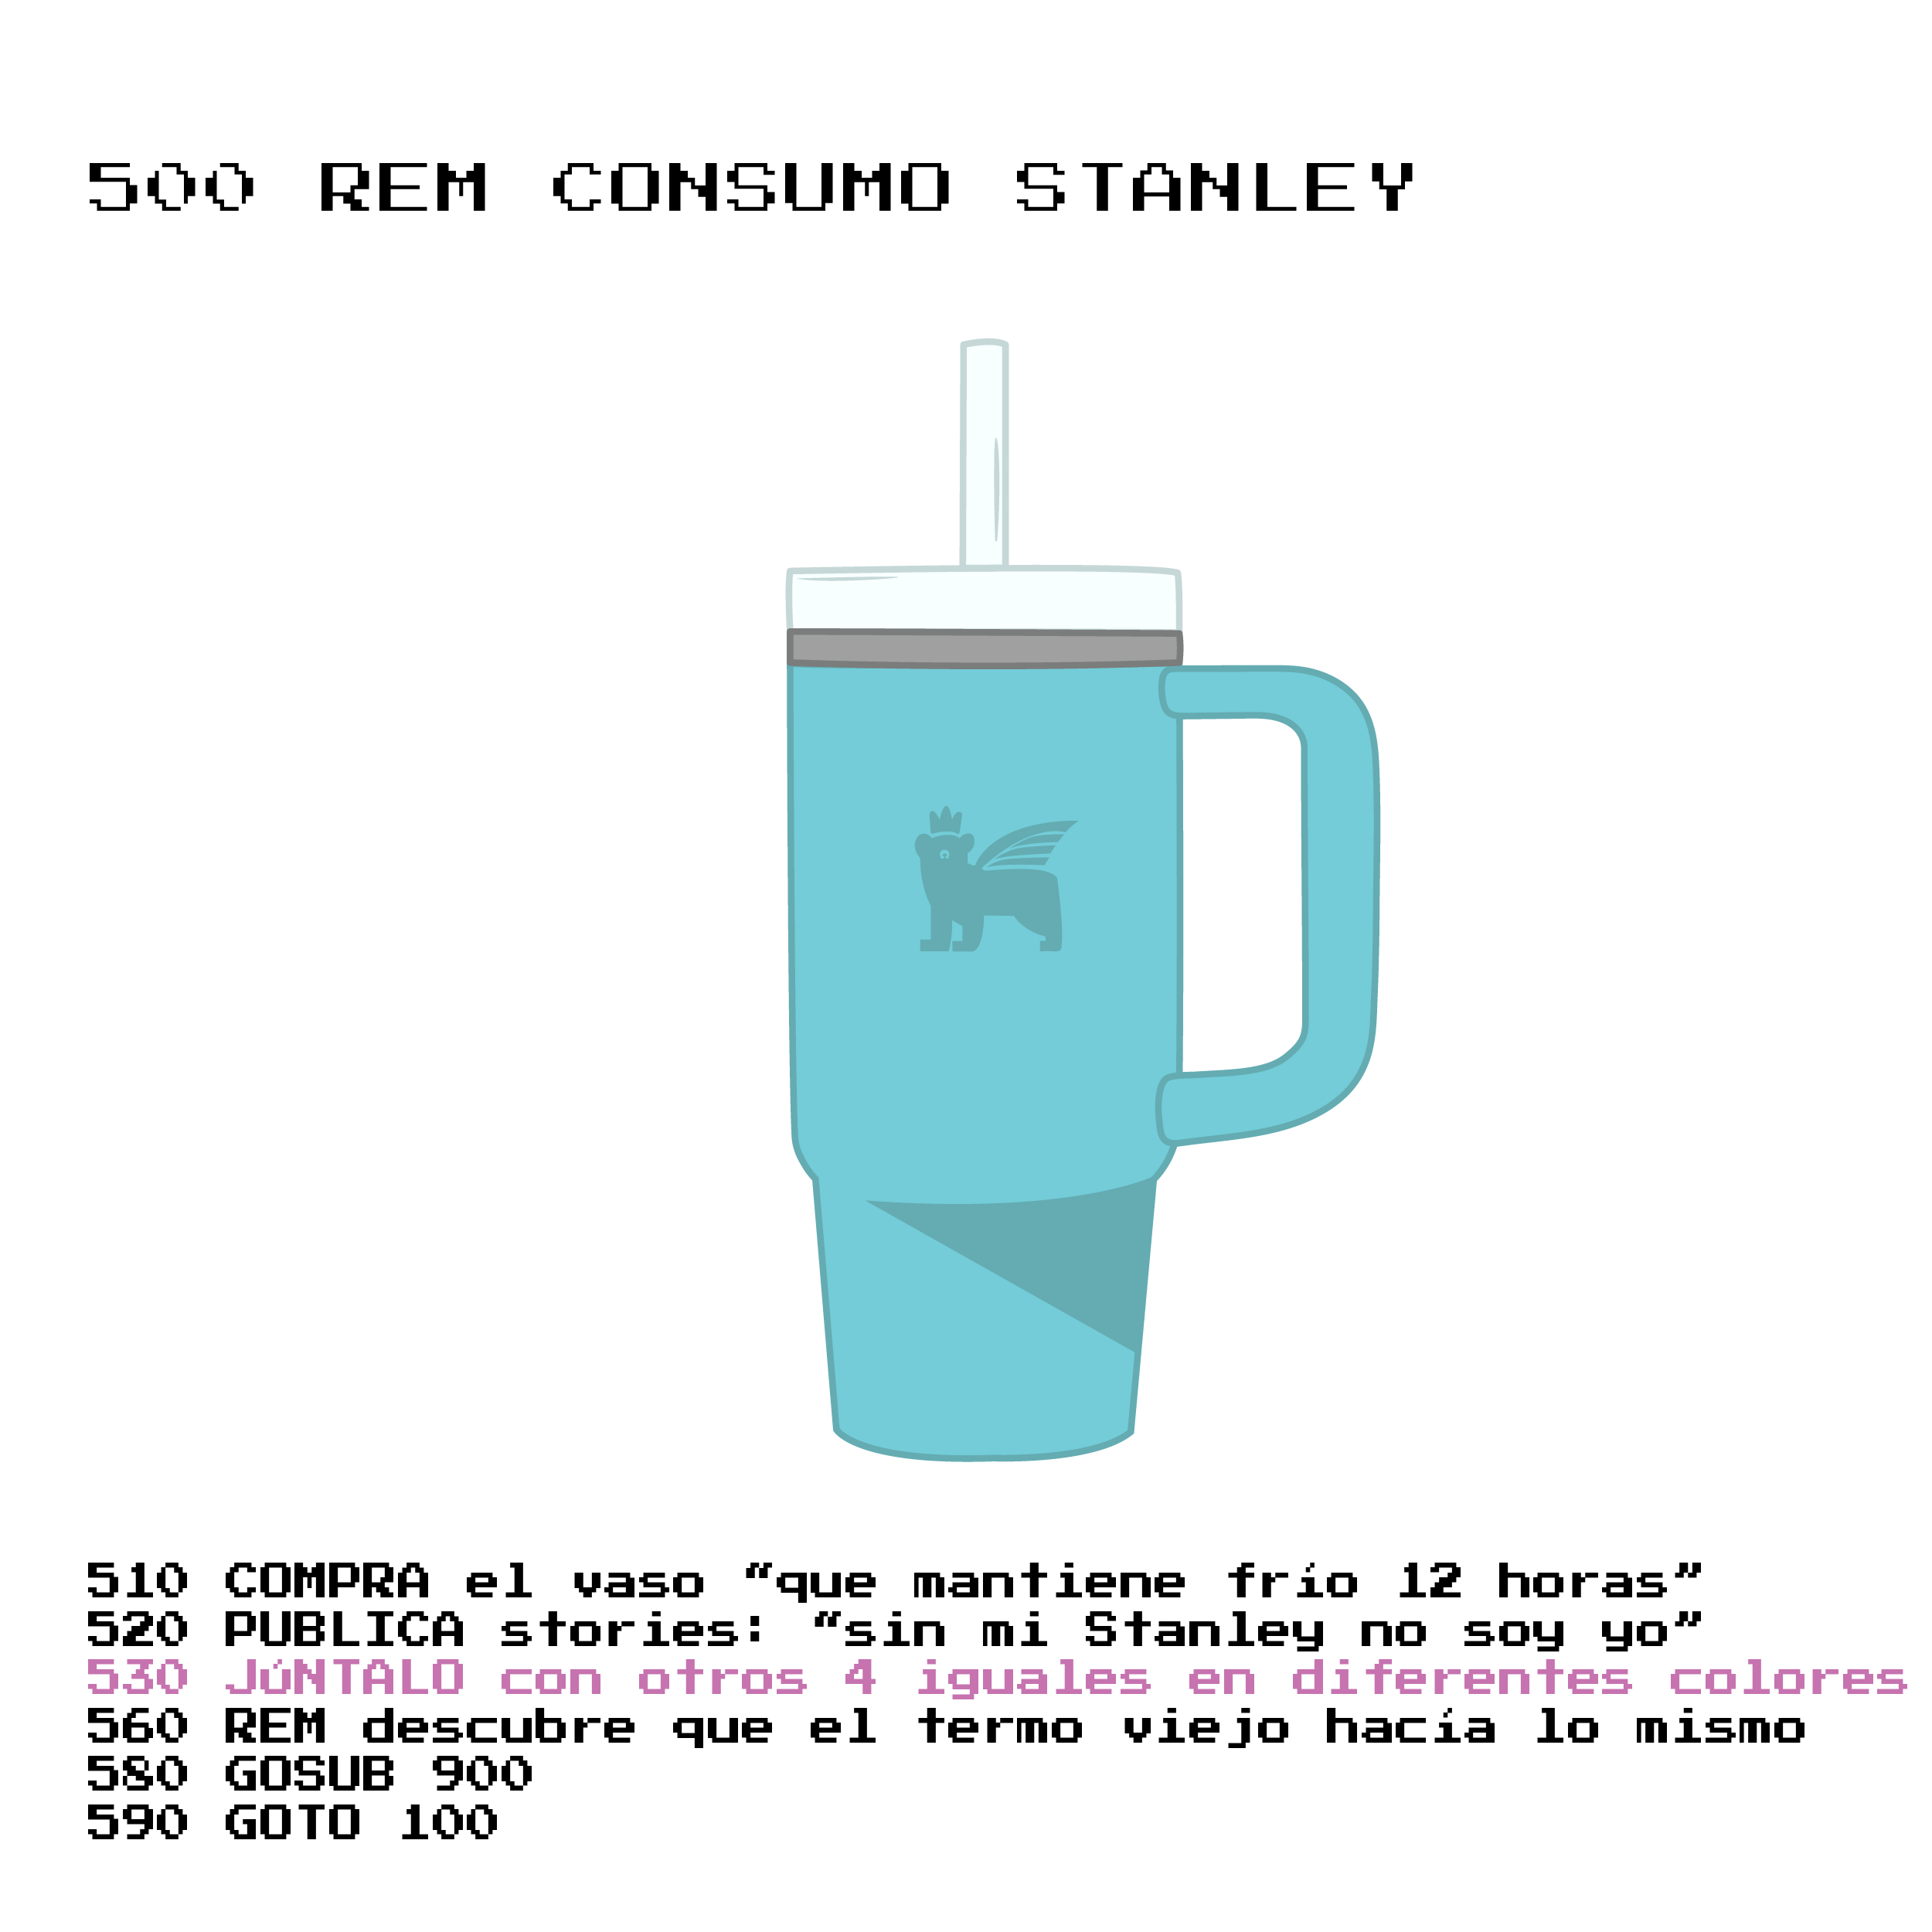 500 REM CONSUMO STANLEY
510 COMPRA el vaso “que mantiene frío 12 horas”
520 PUBLICA stories: “sin mi Stanley no soy yo”
530 JÚNTALO con otros 4 iguales en diferentes colores
560 REM descubre que el termo viejo hacía lo mismo
580 GOSUB 900
590 GOTO 100